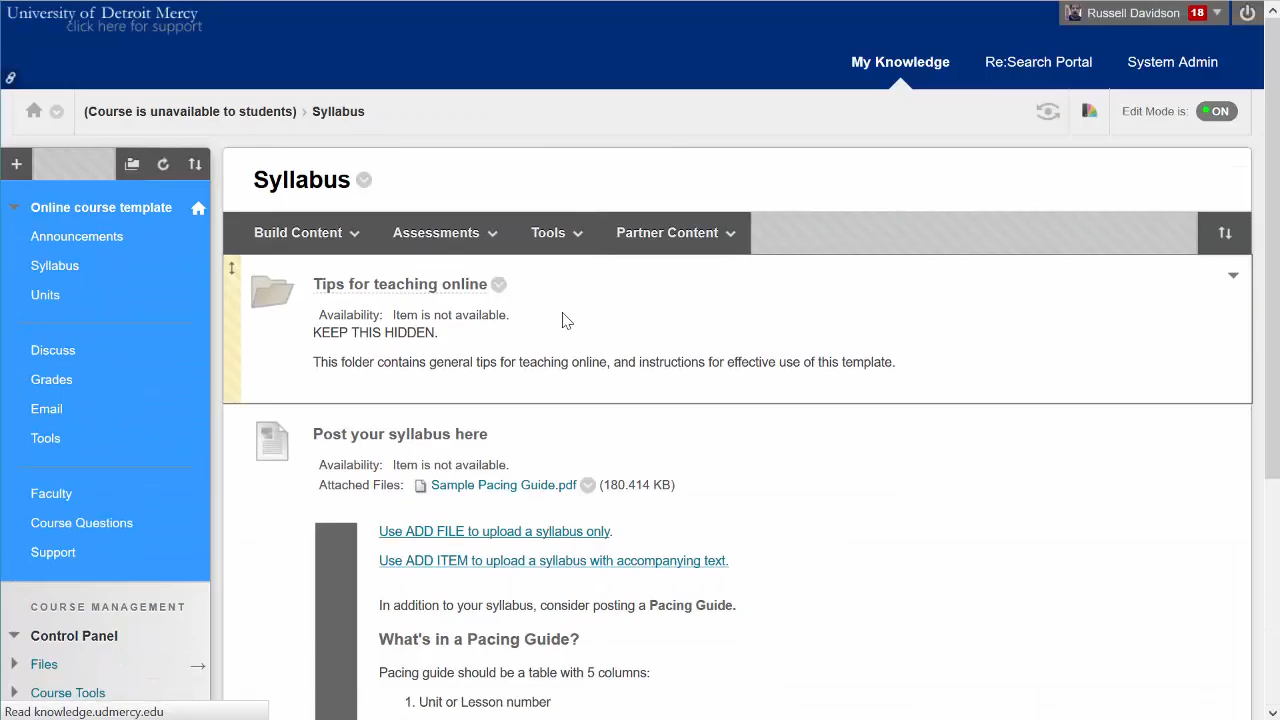 University of Detroit Mercy
click here for support
Russell Davidson 18
My Knowledge Re:Search Portal System Admin
(Course is unavailable to students) › Syllabus
Edit Mode is: ON
Syllabus
Build Content Assessments Tools Partner Content
Online course template
Announcements
Syllabus
Units
Discuss
Grades
Email
Tools
Faculty
Course Questions
Support
COURSE MANAGEMENT
Control Panel
Files
Course Tools
Read knowledge.udmercy.edu
Tips for teaching online
Availability: Item is not available.
KEEP THIS HIDDEN.
This folder contains general tips for teaching online, and instructions for effective use of this template.
Post your syllabus here
Availability: Item is not available.
Attached Files: Sample Pacing Guide.pdf (180.414 KB)
Use ADD FILE to upload a syllabus only.
Use ADD ITEM to upload a syllabus with accompanying text.
In addition to your syllabus, consider posting a Pacing Guide.
What's in a Pacing Guide?
Pacing guide should be a table with 5 columns:
1. Unit or Lesson number